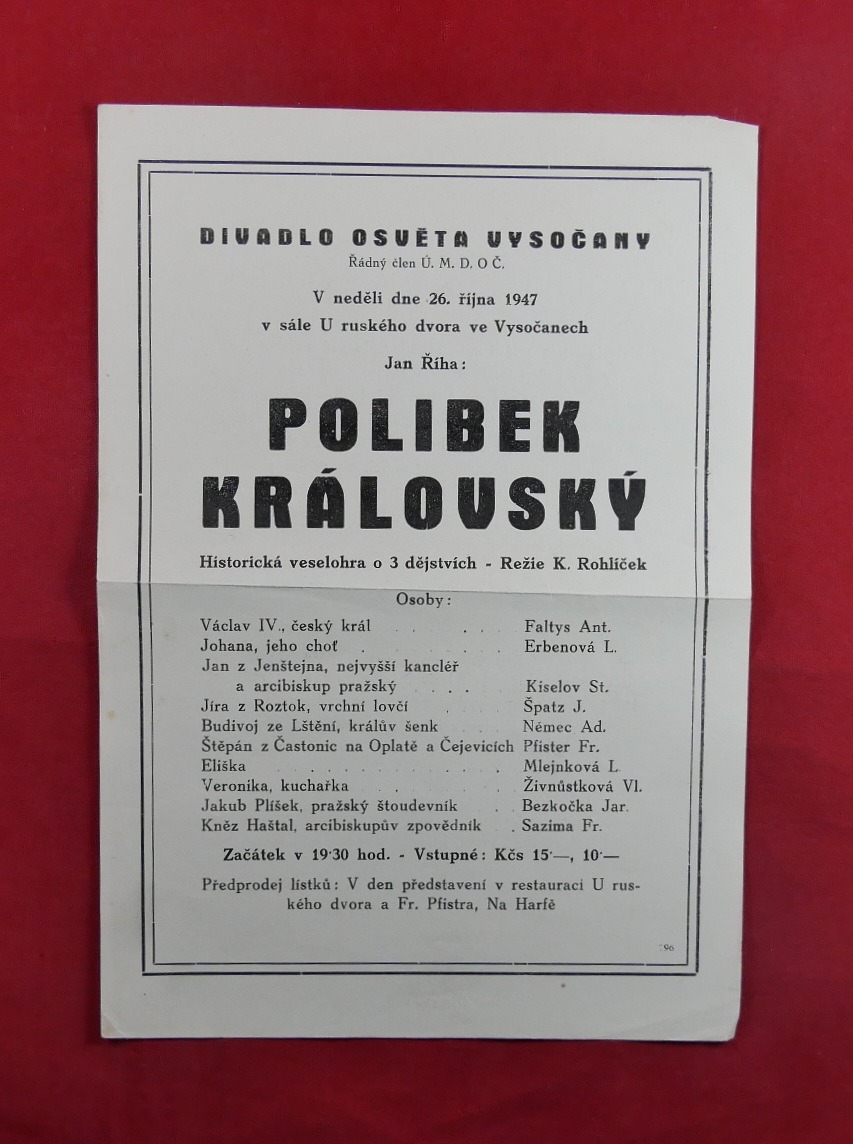 DIVADLO OSVĚTA VYSOČANY
Řádný člen Ú. M. D. O Č.
V neděli dne 26. října 1947
v sále U ruského dvora ve Vysočanech
Jan Říha:
POLIBEK
KRÁLOVSKÝ
Historická veselohra o 3 dějstvích - Režie K. Rohlíček
Osoby:
Václav IV., český král . . . . . Faltys Ant.
Johana, jeho choť . . . . . Erbenová L.
Jan z Jenštejna, nejvyšší kancléř
a arcibiskup pražský . . . . Kiselov St.
Jíra z Roztok, vrchní lovčí . . . Špatz J.
Budivoj ze Lštění, králův šenk . . . Němec Ad.
Štěpán z Častonic na Oplatě a Čejevicích Pfister Fr.
Eliška . . . . . . . . . . . . Mlejnková L
Veronika, kuchařka . . . . . Živnůstková Vl.
Jakub Plíšek, pražský štoudevník . . Bezkočka Jar.
Kněz Haštal, arcibiskupův zpovědník . . Sazima Fr.
Začátek v 19·30 hod. - Vstupné: Kčs 15·—, 10·—
Předprodej lístků: V den představení v restauraci U rus-
kého dvora a Fr. Pfistra, Na Harfě